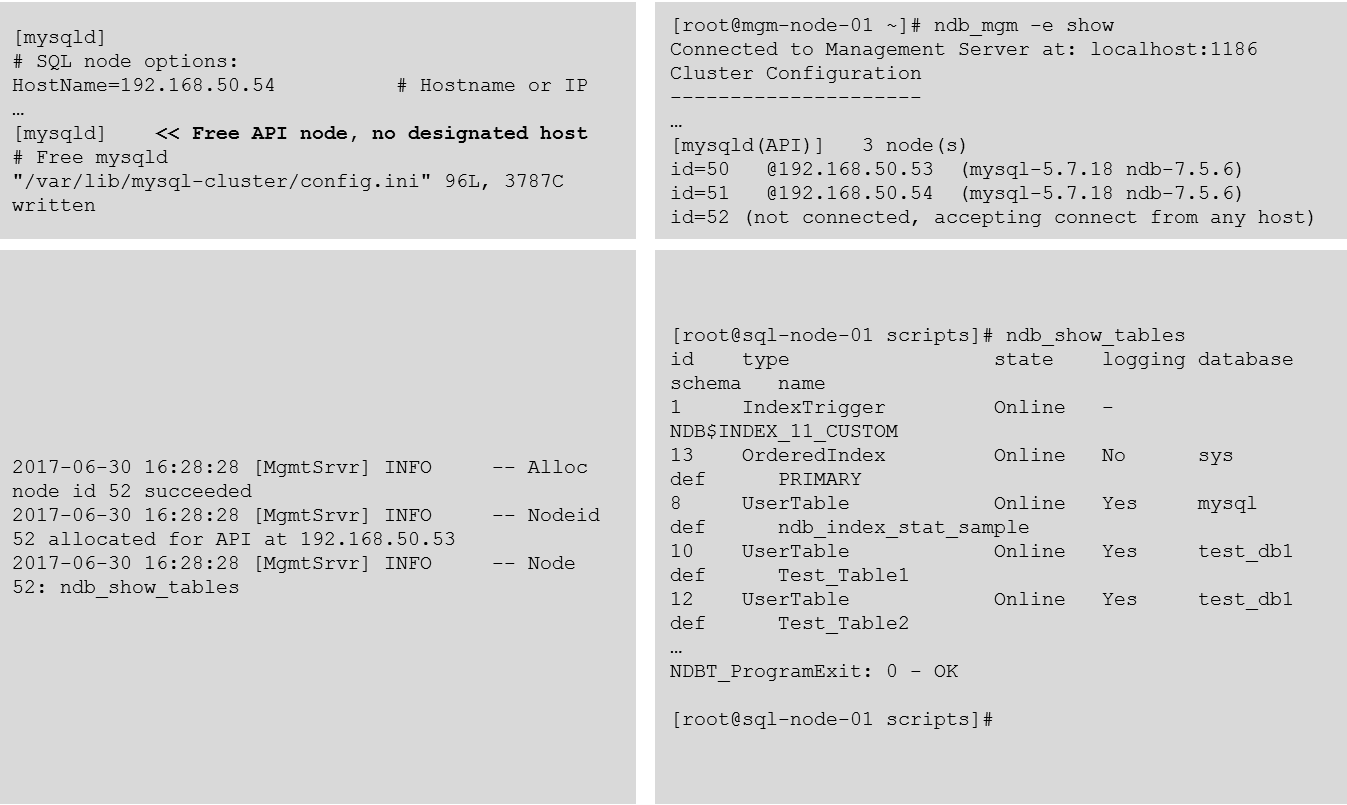 [mysqld]
# SQL node options:
HostName=192.168.50.54          # Hostname or IP
…
[mysqld]    << Free API node, no designated host
# Free mysqld
"/var/lib/mysql-cluster/config.ini" 96L, 3787C
written
[root@mgm-node-01 ~]# ndb_mgm -e show
Connected to Management Server at: localhost:1186
Cluster Configuration
---------------------
…
[mysqld(API)]   3 node(s)
id=50   @192.168.50.53  (mysql-5.7.18 ndb-7.5.6)
id=51   @192.168.50.54  (mysql-5.7.18 ndb-7.5.6)
id=52 (not connected, accepting connect from any host)
2017-06-30 16:28:28 [MgmtSrvr] INFO     -- Alloc
node id 52 succeeded
2017-06-30 16:28:28 [MgmtSrvr] INFO     -- Nodeid
52 allocated for API at 192.168.50.53
2017-06-30 16:28:28 [MgmtSrvr] INFO     -- Node
52: ndb_show_tables
[root@sql-node-01 scripts]# ndb_show_tables
id    type                 state    logging database
schema   name
1     IndexTrigger         Online   -
NDB$INDEX_11_CUSTOM
13    OrderedIndex         Online   No      sys
def      PRIMARY
8     UserTable            Online   Yes     mysql
def      ndb_index_stat_sample
10    UserTable            Online   Yes     test_db1
def      Test_Table1
12    UserTable            Online   Yes     test_db1
def      Test_Table2
…
NDBT_ProgramExit: 0 - OK
[root@sql-node-01 scripts]#